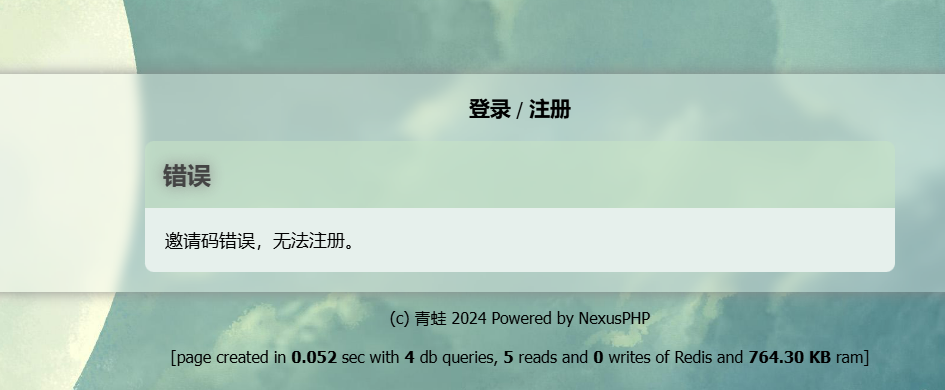 登录 / 注册
错误
邀请码错误，无法注册。
(c) 青蛙 2024 Powered by NexusPHP
[page created in 0.052 sec with 4 db queries, 5 reads and 0 writes of Redis and 764.30 KB ram]